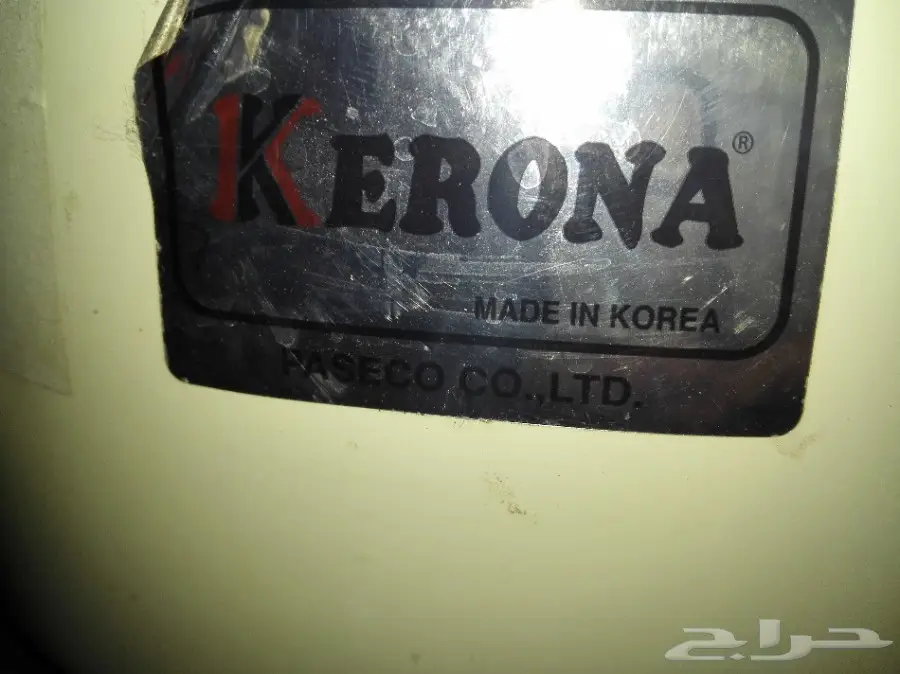 KERONA®
MADE IN KOREA
PASECO CO.,LTD.
حراج